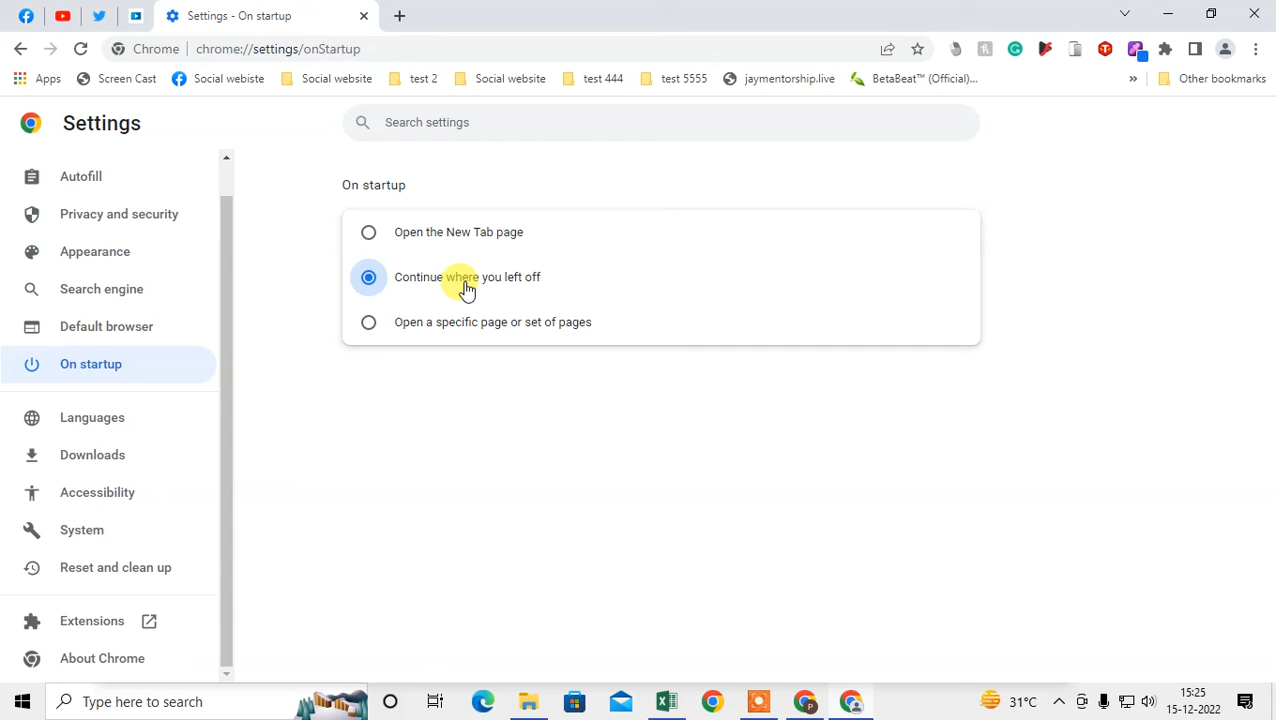 Settings - On startup
Chrome
chrome://settings/onStartup
Apps
Screen Cast
Social webiste
Social website
test 2
Social website
test 444
test 5555
jaymentorship.live
BetaBeat™ (Official)...
»
Other bookmarks
Settings
Search settings
Autofill
Privacy and security
Appearance
Search engine
Default browser
On startup
Languages
Downloads
Accessibility
System
Reset and clean up
Extensions
About Chrome
On startup
Open the New Tab page
Continue where you left off
Open a specific page or set of pages
Type here to search
31°C
15:25
15-12-2022